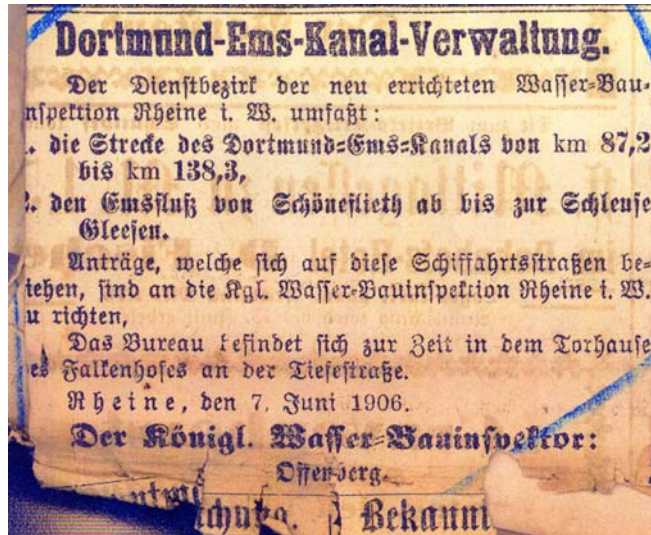 Dortmund-Ems-Kanal-Verwaltung.
Der Dienstbezirk der neu errichteten Wasser-Bau-
nspektion Rheine i. W. umfaßt:
. die Strecke des Dortmund-Ems-Kanals von km 87,2
bis km 138,3,
2. den Emsfluß von Schöneflieth ab bis zur Schleuse
Gleesen.
Anträge, welche sich auf diese Schiffahrtsstraßen be-
iehen, sind an die Kgl. Wasser-Bauinspektion Rheine i. W.
u richten,
Das Bureau befindet sich zur Zeit in dem Torhause
es Falkenhofes an der Tiefestraße.
Rheine, den 7. Juni 1906.
Der Königl. Wasser-Bauinspektor:
Offenberg.
chung. Bekannt